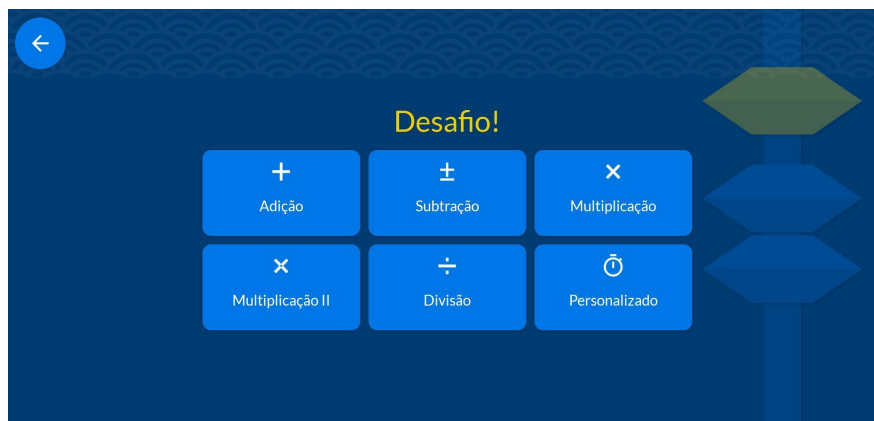 Desafio!
Adição
Subtração
Multiplicação
Multiplicação II
Divisão
Personalizado